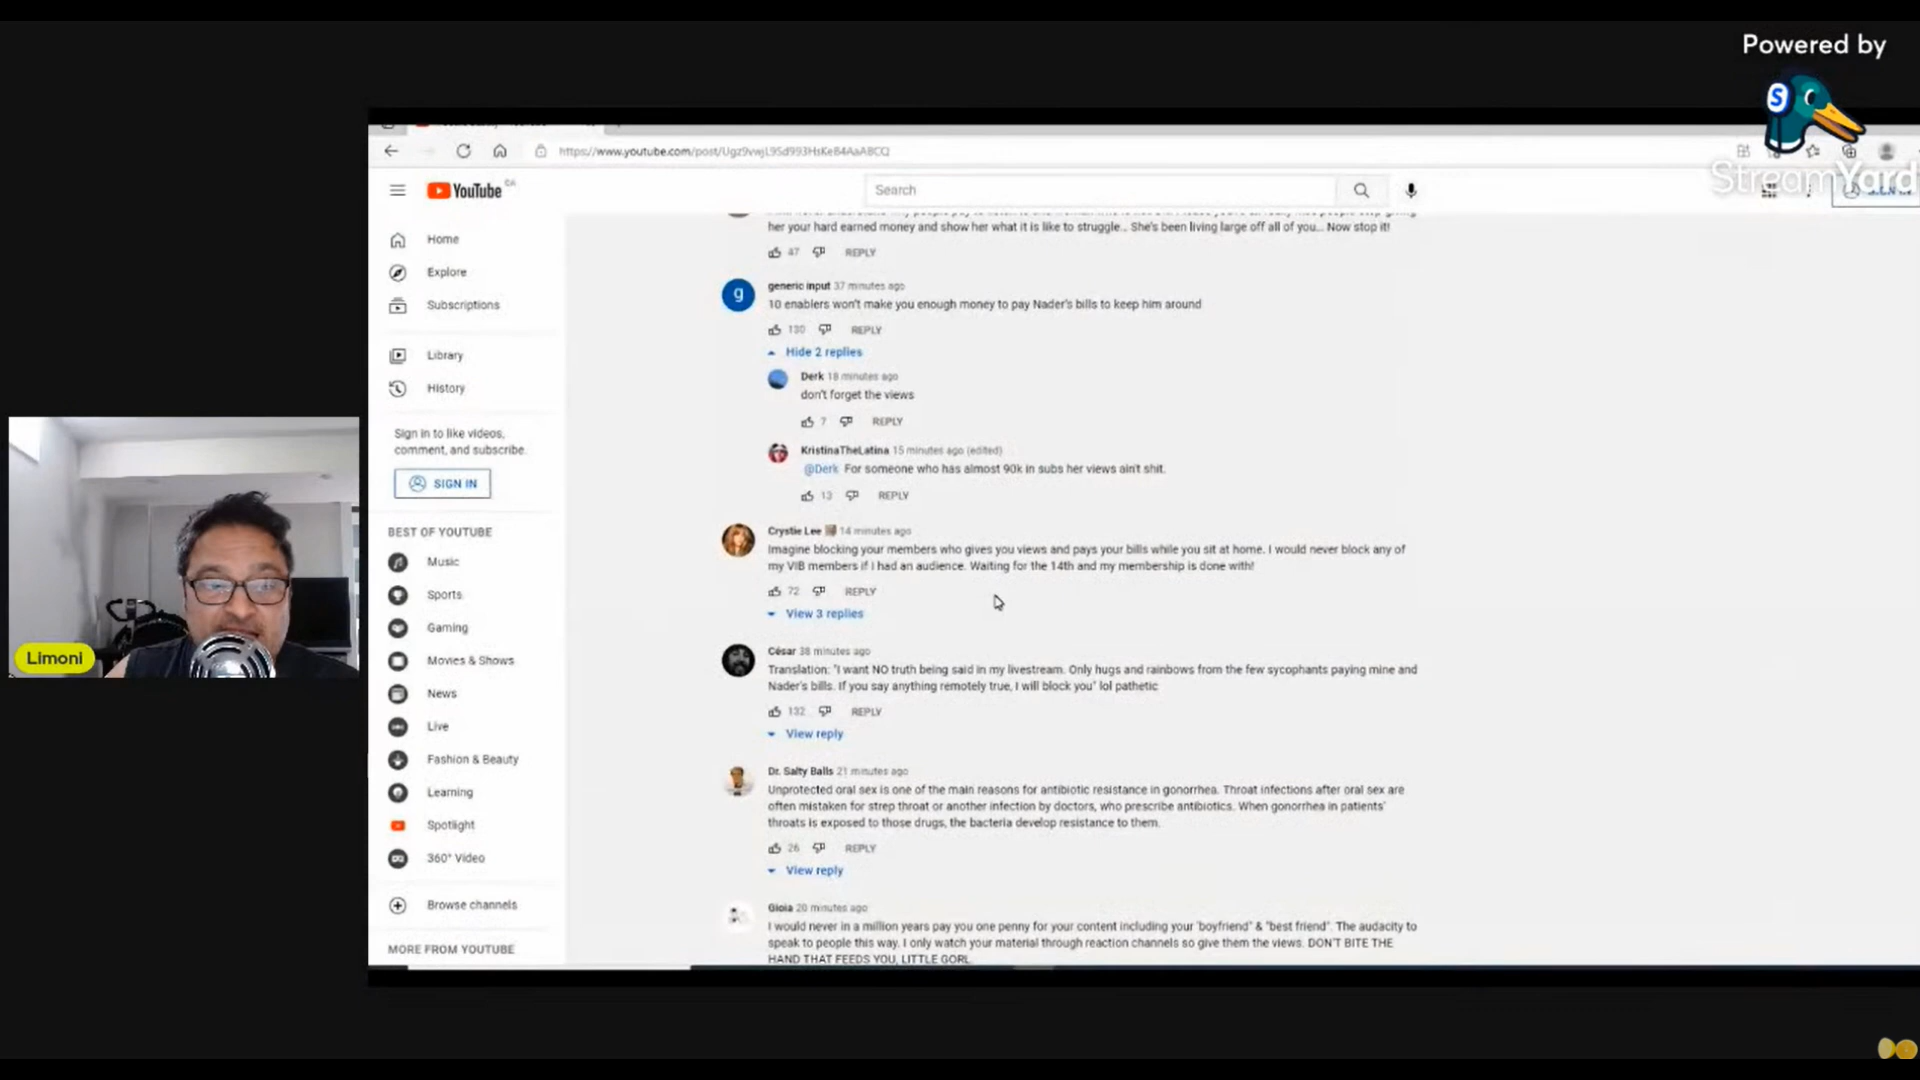 Powered by
StreamYard
https://www.youtube.com/post/Ugz9vwjL95d993HsKeB4AaABCQ
YouTube CA
Search
SIGN IN
Home
Explore
Subscriptions
Library
History
Sign in to like videos,
comment, and subscribe.
SIGN IN
BEST OF YOUTUBE
Music
Sports
Gaming
Movies & Shows
News
Live
Fashion & Beauty
Learning
Spotlight
360° Video
Browse channels
MORE FROM YOUTUBE
her your hard earned money and show her what it is like to struggle... She's been living large off all of you... Now stop it!
47 REPLY
g
generic input 37 minutes ago
10 enablers won't make you enough money to pay Nader's bills to keep him around
130 REPLY
Hide 2 replies
Derk 18 minutes ago
don't forget the views
7 REPLY
KristinaTheLatina 15 minutes ago (edited)
@Derk For someone who has almost 90k in subs her views ain't shit.
13 REPLY
Crystie Lee 14 minutes ago
Imagine blocking your members who gives you views and pays your bills while you sit at home. I would never block any of
my VIB members if I had an audience. Waiting for the 14th and my membership is done with!
72 REPLY
View 3 replies
César 38 minutes ago
Translation: "I want NO truth being said in my livestream. Only hugs and rainbows from the few sycophants paying mine and
Nader's bills. If you say anything remotely true, I will block you" lol pathetic
132 REPLY
View reply
Dr. Salty Balls 21 minutes ago
Unprotected oral sex is one of the main reasons for antibiotic resistance in gonorrhea. Throat infections after oral sex are
often mistaken for strep throat or another infection by doctors, who prescribe antibiotics. When gonorrhea in patients'
throats is exposed to those drugs, the bacteria develop resistance to them.
26 REPLY
View reply
Gioia 20 minutes ago
I would never in a million years pay you one penny for your content including your 'boyfriend" & "best friend". The audacity to
speak to people this way. I only watch your material through reaction channels so give them the views. DON'T BITE THE
HAND THAT FEEDS YOU, LITTLE GORL.
Limoni